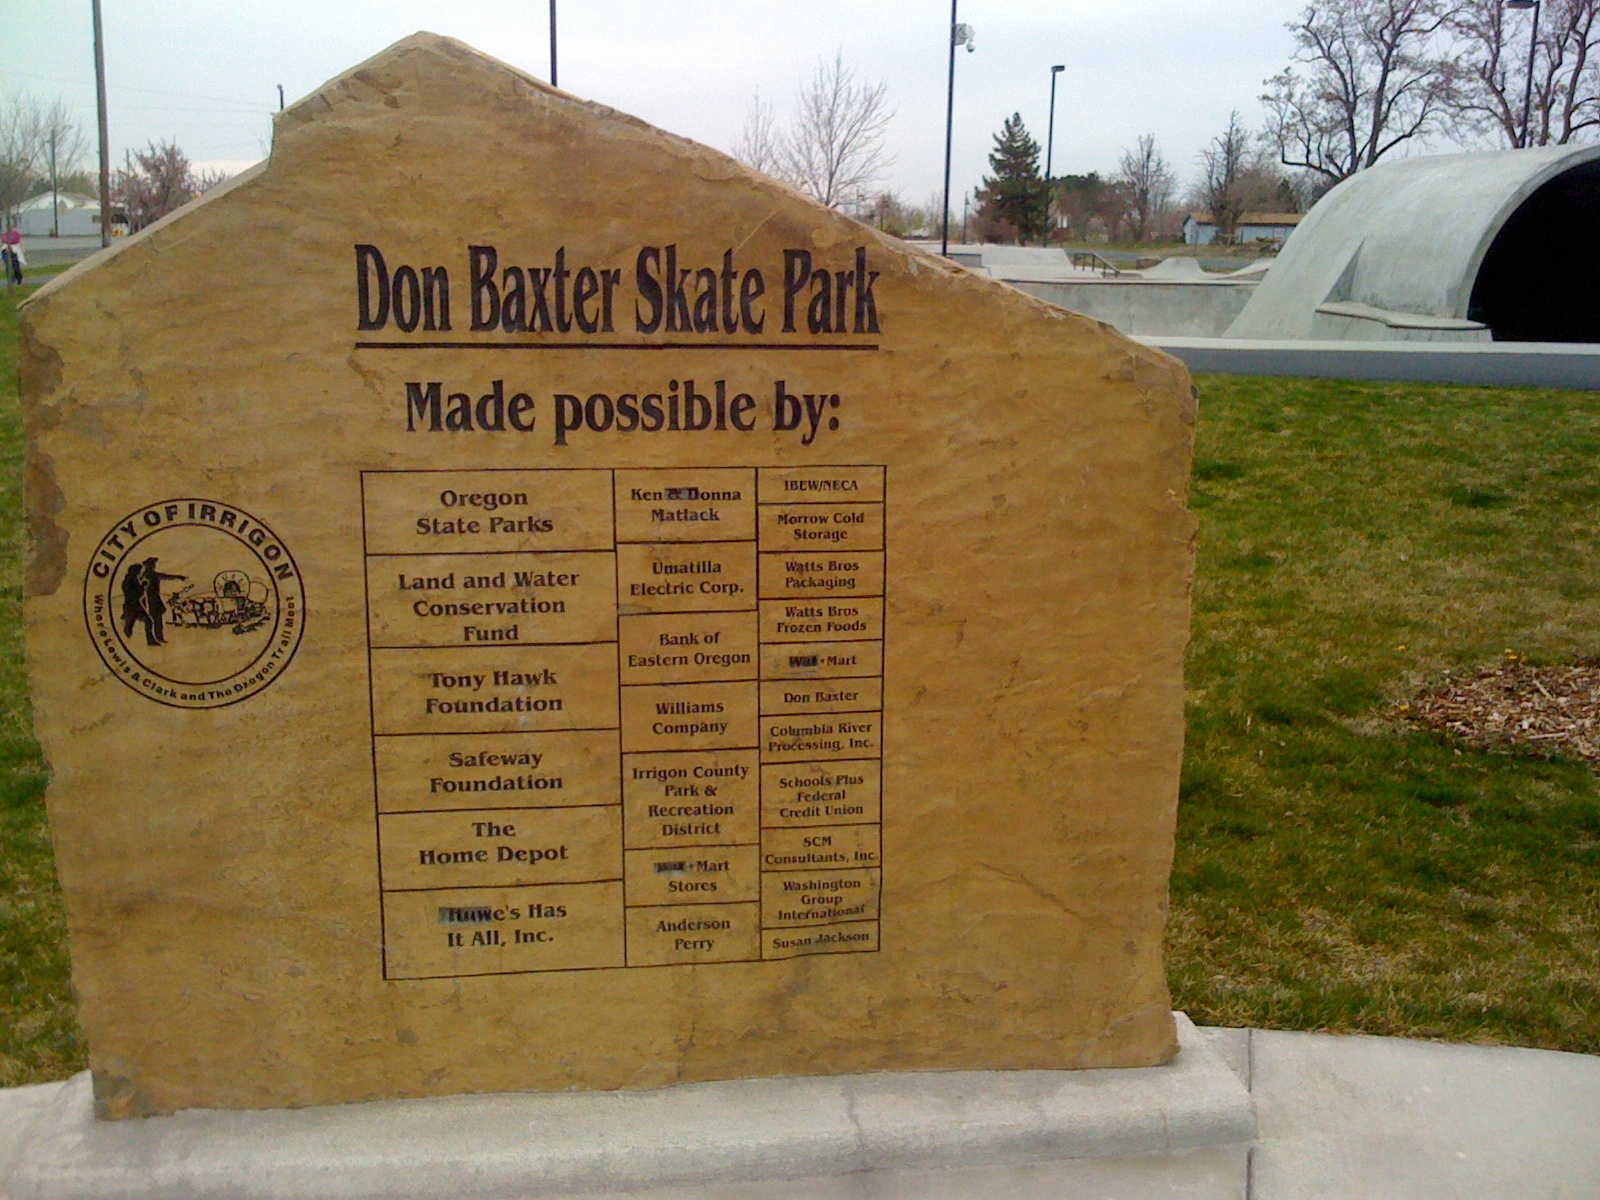 Don Baxter Skate Park
Made possible by:
CITY OF IRRIGON
Where Lewis & Clark and The Oregon Trail Meet
Oregon
State Parks
Land and Water
Conservation
Fund
Tony Hawk
Foundation
Safeway
Foundation
The
Home Depot
Has
It All, Inc.
Ken & Donna
Matlack
Umatilla
Electric Corp.
Bank of
Eastern Oregon
Williams
Company
Irrigon County
Park &
Recreation
District
Wal-Mart
Stores
Anderson
Perry
IBEW/NECA
Morrow Cold
Storage
Watts Bros
Packaging
Watts Bros
Frozen Foods
Wal-Mart
Don Baxter
Columbia River
Processing, Inc.
Schools Plus
Federal
Credit Union
SCM
Consultants, Inc.
Washington
Group
International
Susan Jackson